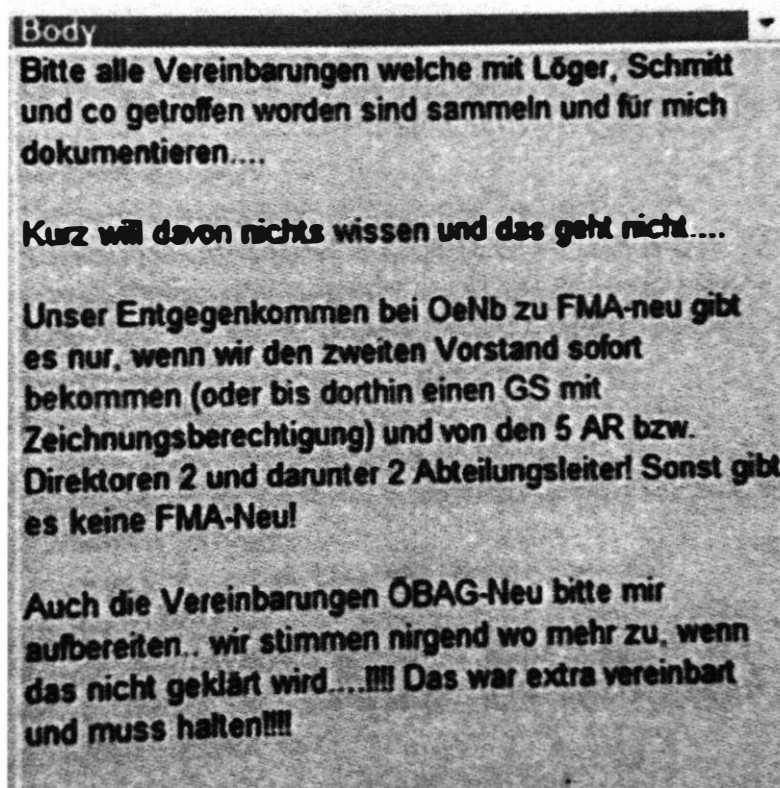 Body
Bitte alle Vereinbarungen welche mit Löger, Schmitt
und co getroffen worden sind sammeln und für mich
dokumentieren....
Kurz will davon nichts wissen und das geht nicht....
Unser Entgegenkommen bei OeNb zu FMA-neu gibt
es nur, wenn wir den zweiten Vorstand sofort
bekommen (oder bis dorthin einen GS mit
Zeichnungsberechtigung) und von den 5 AR bzw.
Direktoren 2 und darunter 2 Abteilungsleiter! Sonst gibt
es keine FMA-Neu!
Auch die Vereinbarungen ÖBAG-Neu bitte mir
aufbereiten.. wir stimmen nirgend wo mehr zu, wenn
das nicht geklärt wird....!!!! Das war extra vereinbart
und muss halten!!!!